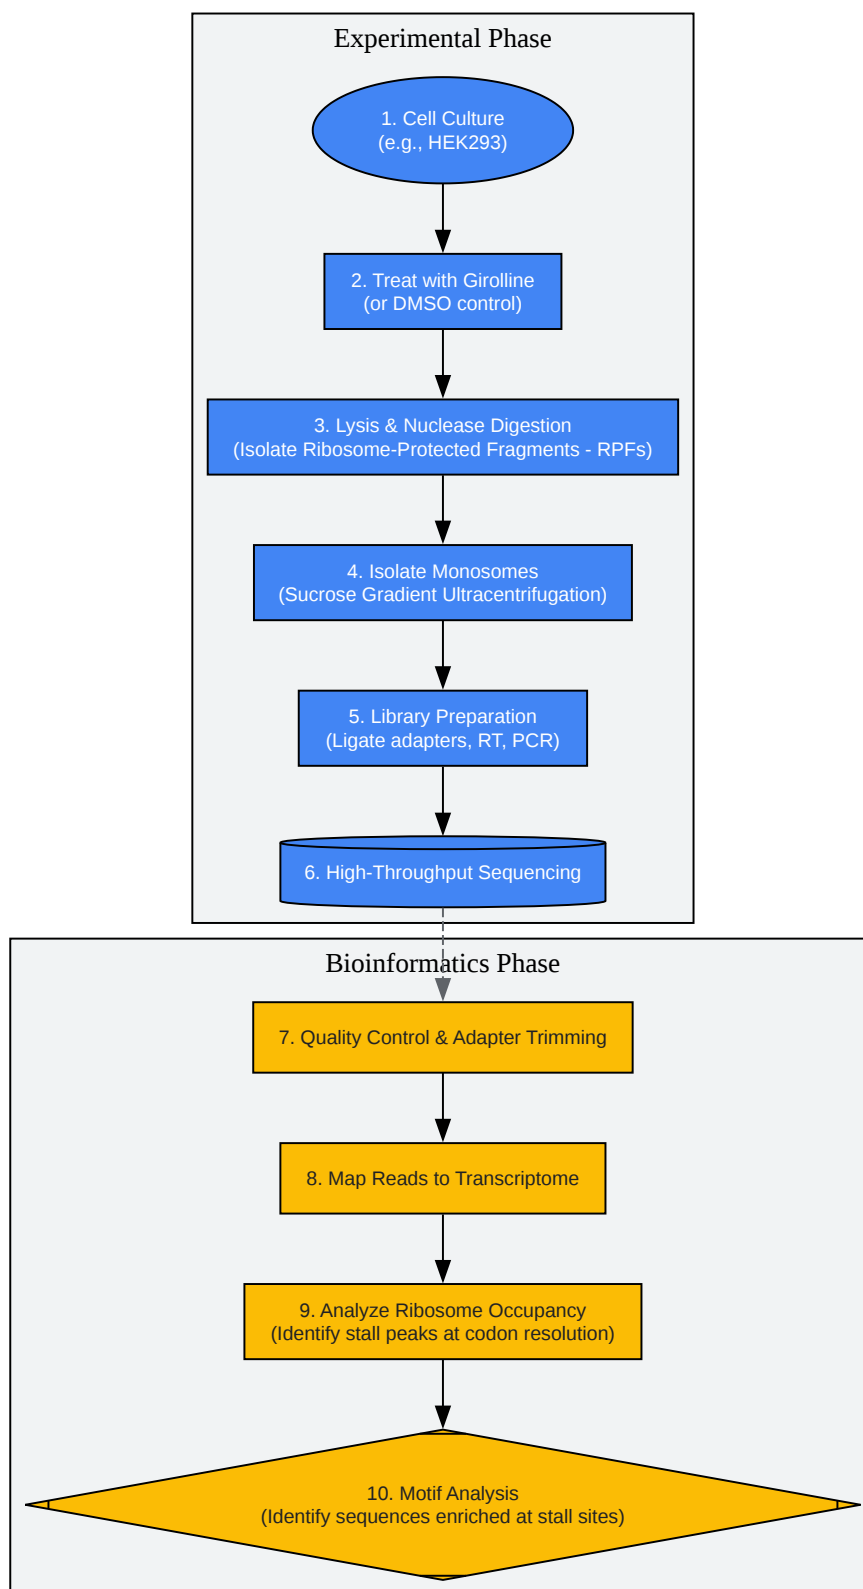 Experimental Phase
1. Cell Culture
(e.g., HEK293)
2. Treat with Girolline
(or DMSO control)
3. Lysis & Nuclease Digestion
(Isolate Ribosome-Protected Fragments - RPFs)
4. Isolate Monosomes
(Sucrose Gradient Ultracentrifugation)
5. Library Preparation
(Ligate adapters, RT, PCR)
6. High-Throughput Sequencing
Bioinformatics Phase
7. Quality Control & Adapter Trimming
8. Map Reads to Transcriptome
9. Analyze Ribosome Occupancy
(Identify stall peaks at codon resolution)
10. Motif Analysis
(Identify sequences enriched at stall sites)